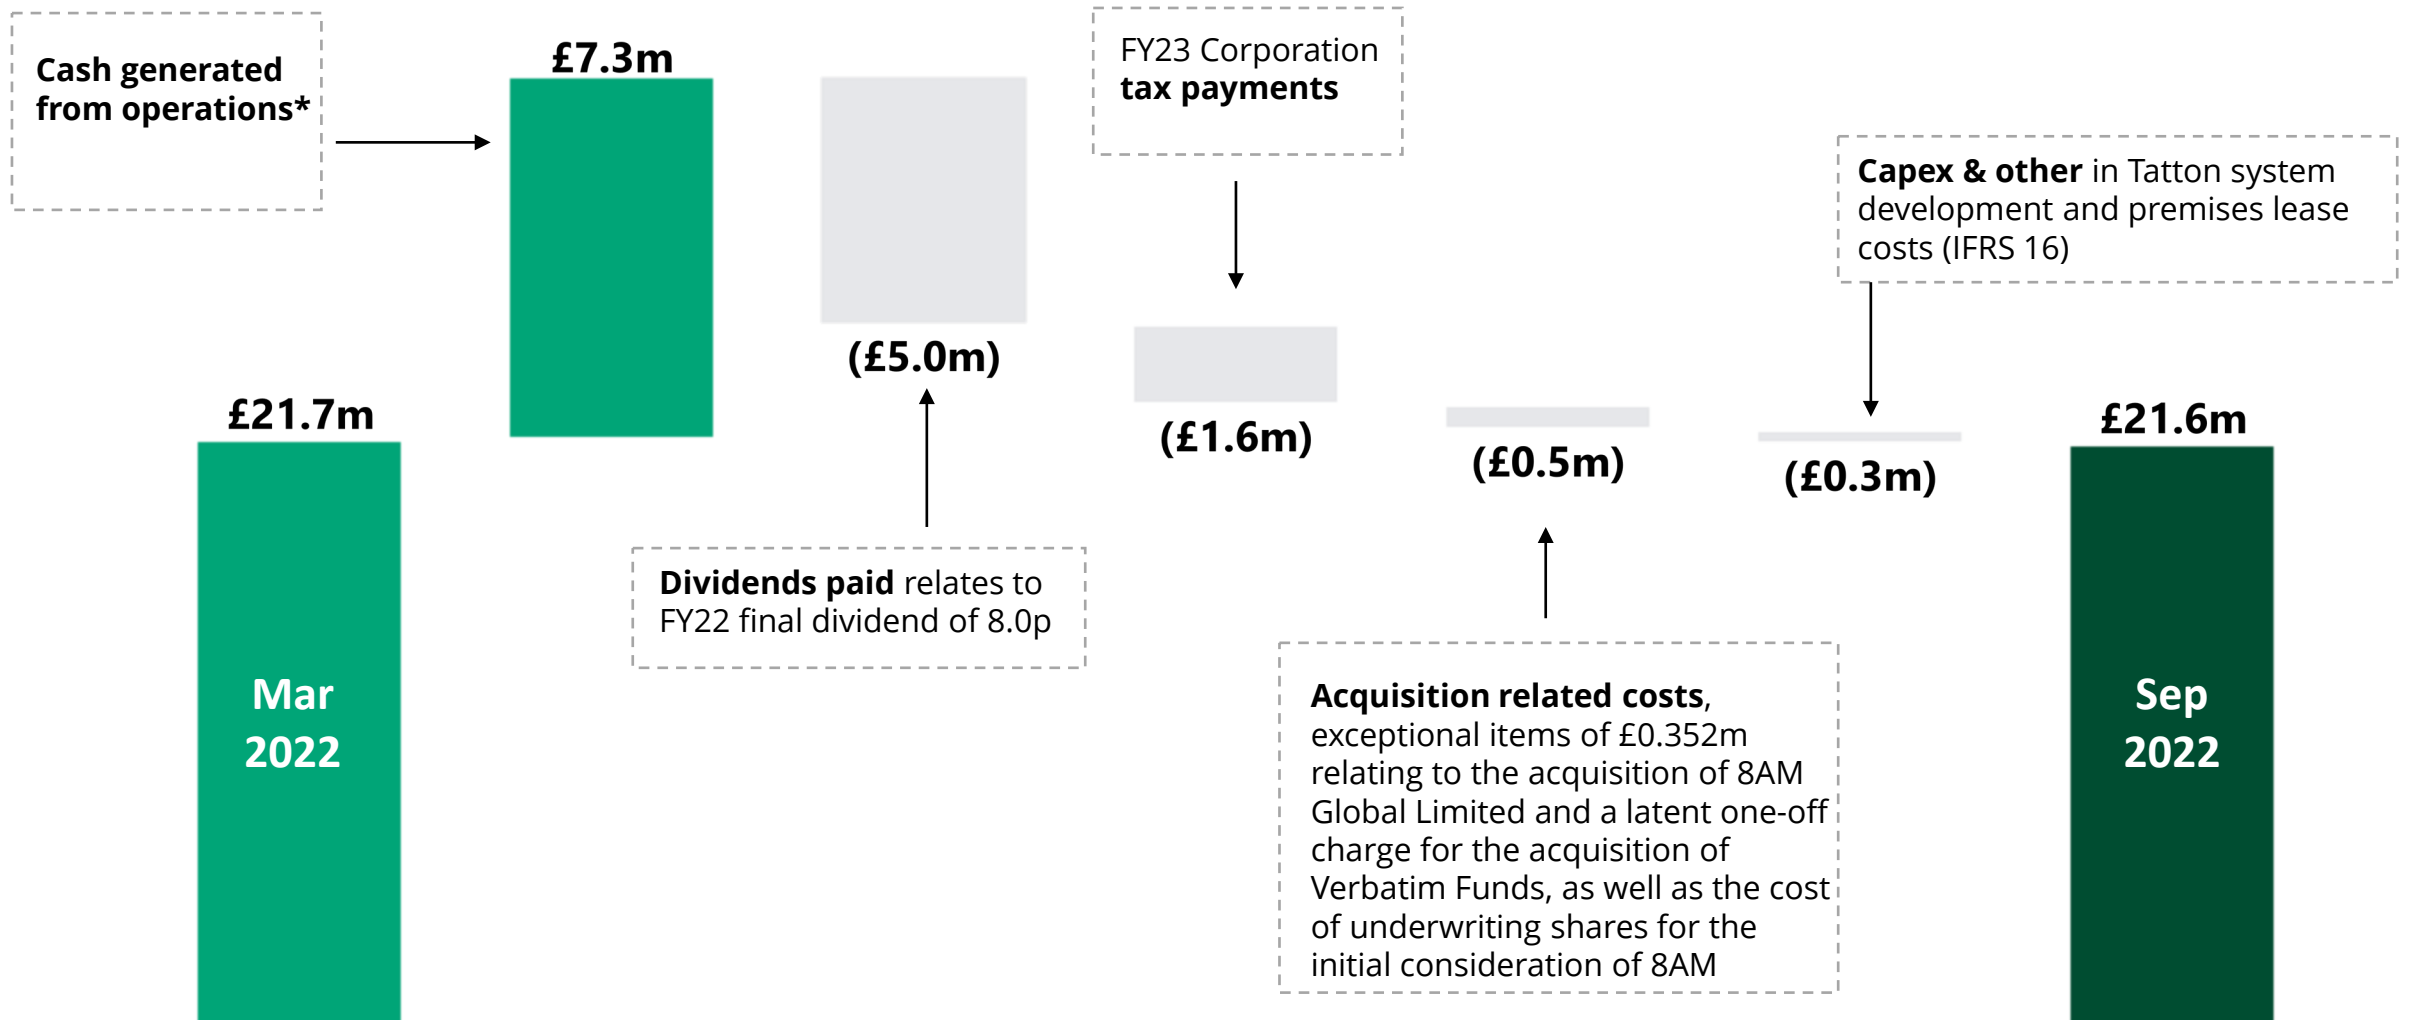 Cash generated
from operations*
£7.3m
FY23 Corporation
tax payments
Capex & other in Tatton system
development and premises lease
costs (IFRS 16)
(£5.0m)
£21.7m
(£1.6m)
(£0.5m)
(£0.3m)
£21.6m
Dividends paid relates to
FY22 final dividend of 8.0p
Mar
2022
Acquisition related costs,
exceptional items of £0.352m
relating to the acquisition of 8AM
Global Limited and a latent one-off
charge for the acquisition of
Verbatim Funds, as well as the cost
of underwriting shares for the
initial consideration of 8AM
Sep
2022